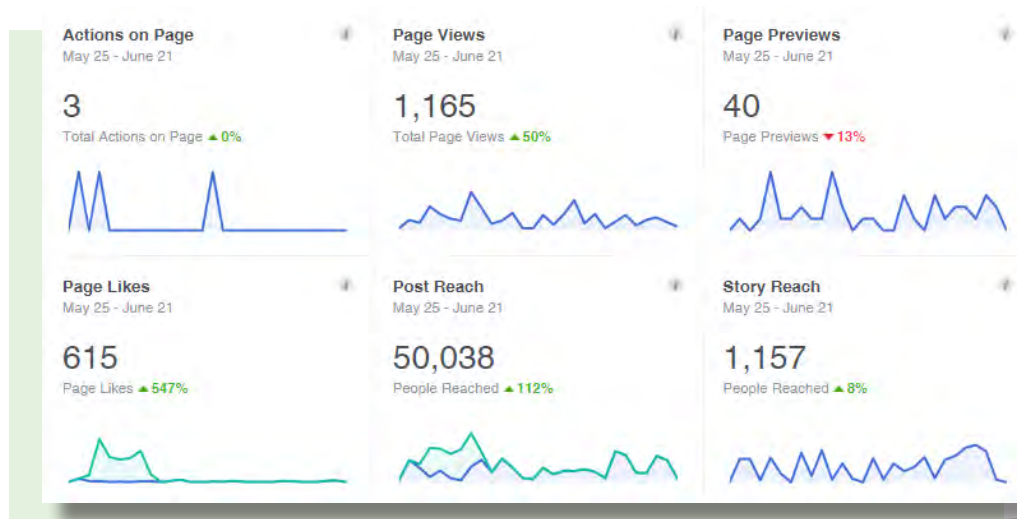 Actions on Page
May 25 - June 21
3
Total Actions on Page ▲ 0%
Page Views
May 25 - June 21
1,165
Total Page Views ▲ 50%
Page Previews
May 25 - June 21
40
Page Previews ▼ 13%
Page Likes
May 25 - June 21
615
Page Likes ▲ 547%
Post Reach
May 25 - June 21
50,038
People Reached ▲ 112%
Story Reach
May 25 - June 21
1,157
People Reached ▲ 8%